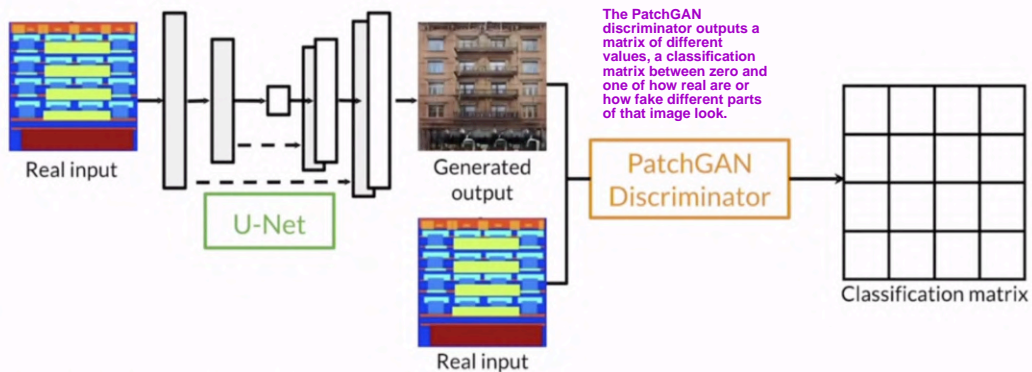 The PatchGAN
discriminator outputs a
matrix of different
values, a classification
matrix between zero and
one of how real are or
how fake different parts
of that image look.
Real input
Generated
output
U-Net
PatchGAN
Discriminator
Classification matrix
Real input